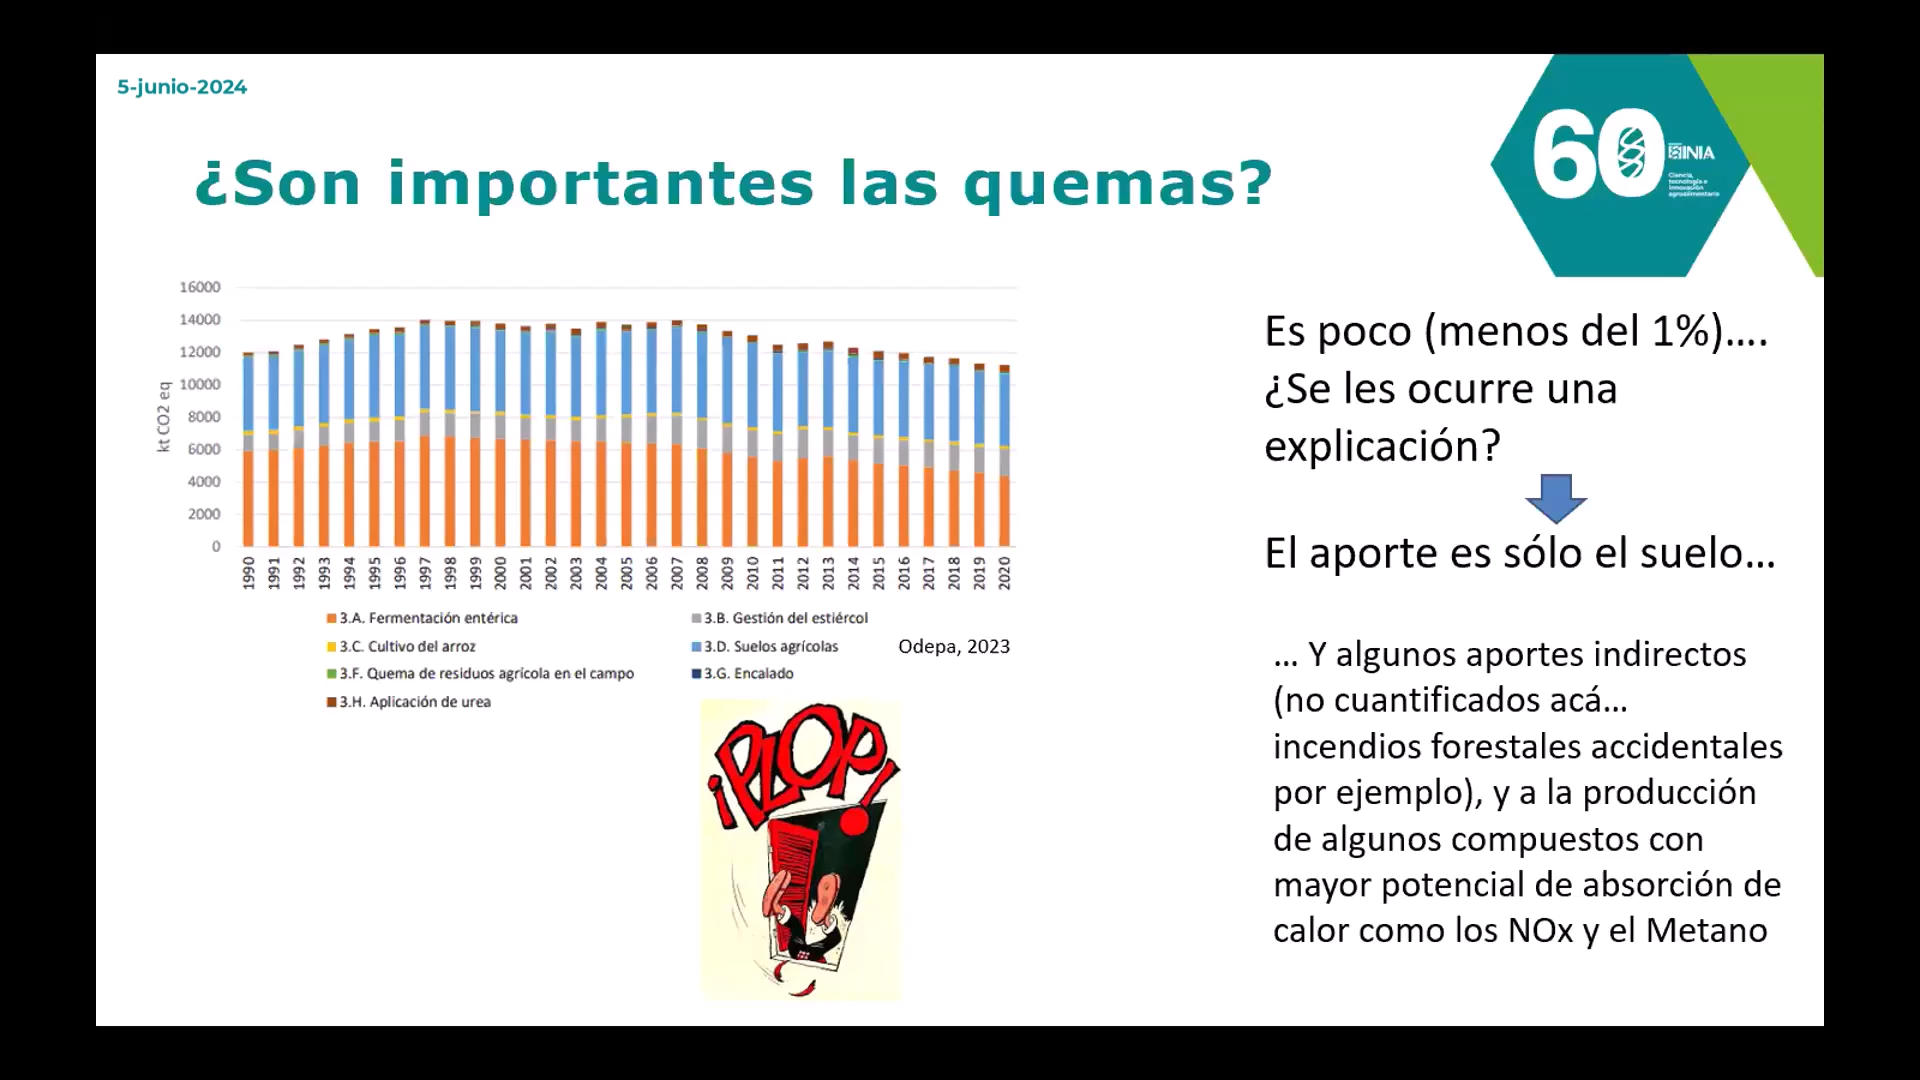 5-junio-2024
60
INIA
Ciencia,
tecnología e
innovación
agroalimentaria
¿Son importantes las quemas?
16000
14000
12000
10000
8000
6000
4000
2000
0
kt CO2 eq
1990 1991 1992 1993 1994 1995 1996 1997 1998 1999 2000 2001 2002 2003 2004 2005 2006 2007 2008 2009 2010 2011 2012 2013 2014 2015 2016 2017 2018 2019 2020
3.A. Fermentación entérica 3.B. Gestión del estiércol
3.C. Cultivo del arroz 3.D. Suelos agrícolas
3.F. Quema de residuos agrícola en el campo 3.G. Encalado
3.H. Aplicación de urea
Odepa, 2023
¡PLOP!
Es poco (menos del 1%)....
¿Se les ocurre una
explicación?
El aporte es sólo el suelo...
... Y algunos aportes indirectos
(no cuantificados acá...
incendios forestales accidentales
por ejemplo), y a la producción
de algunos compuestos con
mayor potencial de absorción de
calor como los NOx y el Metano